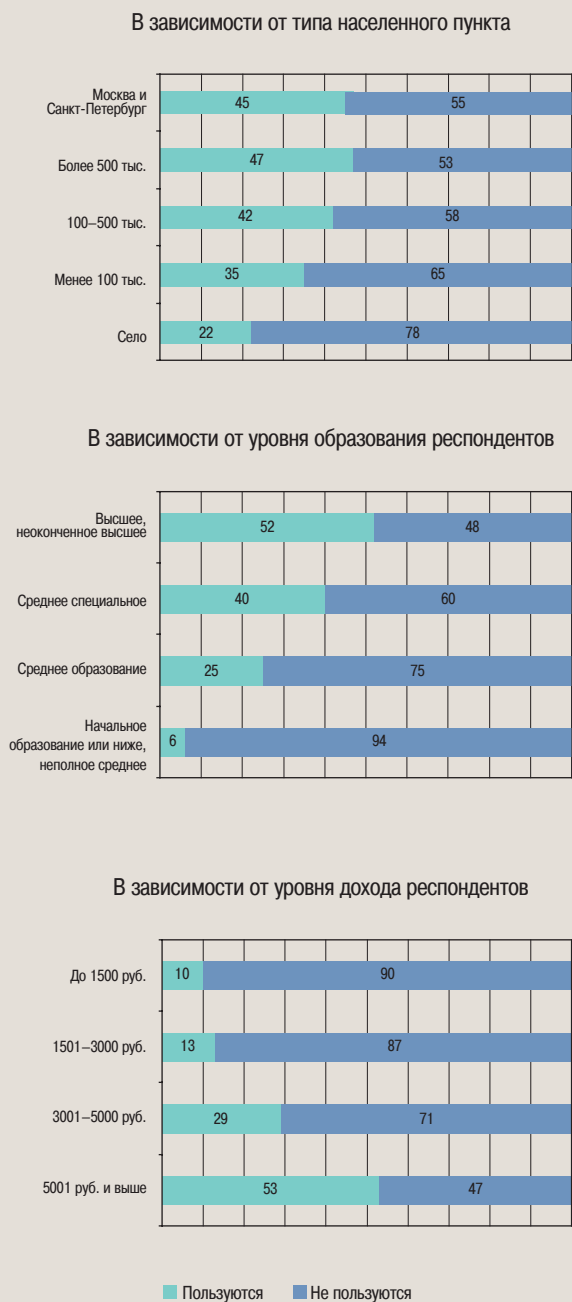 В зависимости от типа населенного пункта
Москва и
Санкт-Петербург
45 55
Более 500 тыс.
47 53
100–500 тыс.
42 58
Менее 100 тыс.
35 65
Село
22 78
В зависимости от уровня образования респондентов
Высшее,
неоконченное высшее
52 48
Среднее специальное
40 60
Среднее образование
25 75
Начальное
образование или ниже,
неполное среднее
6 94
В зависимости от уровня дохода респондентов
До 1500 руб.
10 90
1501–3000 руб.
13 87
3001–5000 руб.
29 71
5001 руб. и выше
53 47
Пользуются Не пользуются